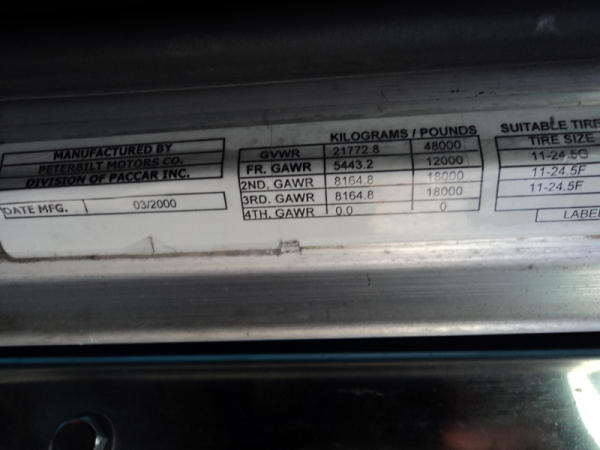 KILOGRAMS / POUNDS SUITABLE TIRE
MANUFACTURED BY
PETERBILT MOTORS CO.
DIVISION OF PACCAR INC.
DATE MFG. 03/2000
GVWR 21772.8 48000 TIRE SIZE
FR. GAWR 5443.2 12000 11-24.5G
2ND. GAWR 8164.8 18000 11-24.5F
3RD. GAWR 8164.8 18000 11-24.5F
4TH. GAWR 0.0 0
LABE